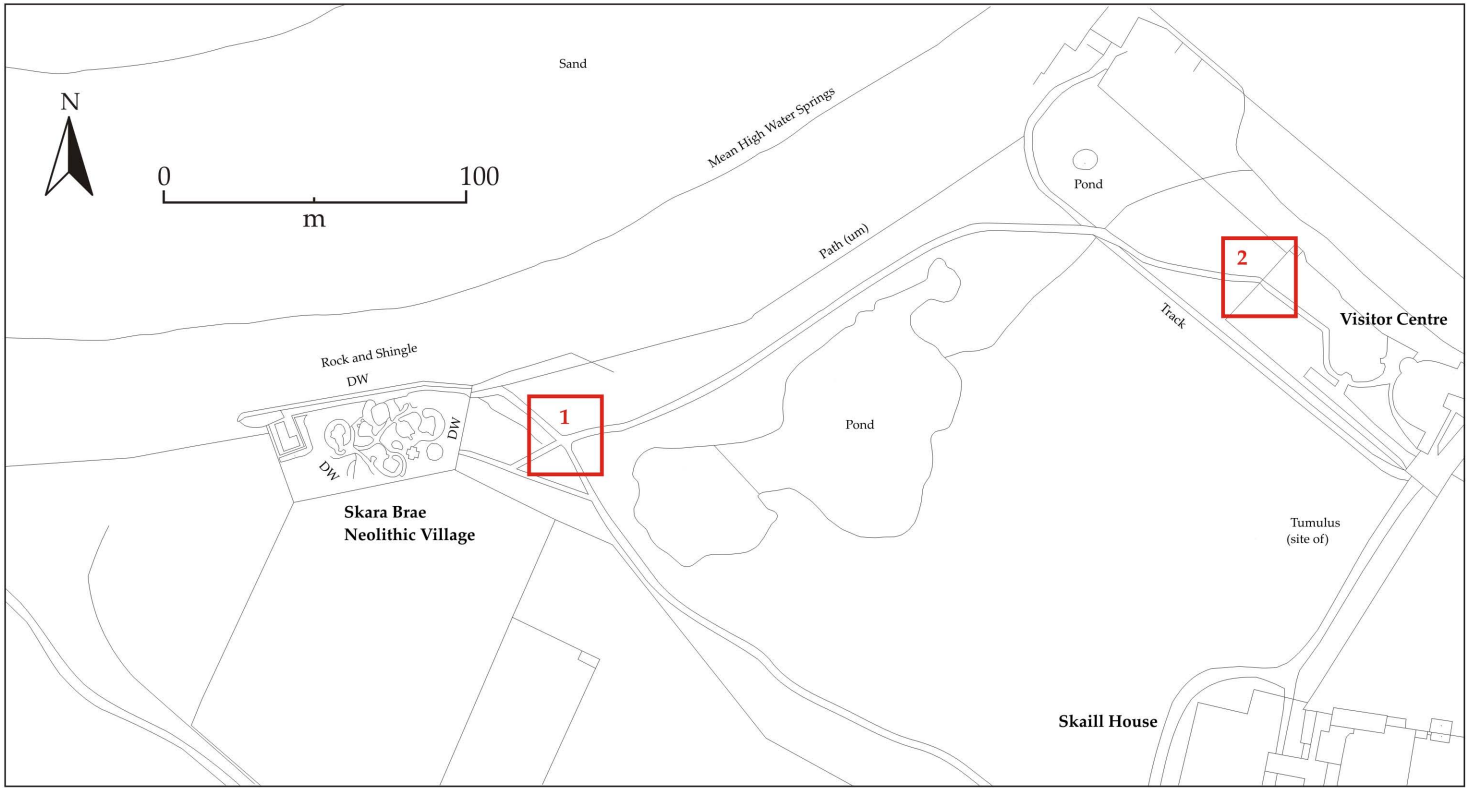 Sand
N
Mean High Water Springs
0
100
m
Pond
Path (um)
2
Track
Visitor Centre
Rock and Shingle
DW
1
DW
Pond
DW
Skara Brae
Neolithic Village
Tumulus
(site of)
Skaill House